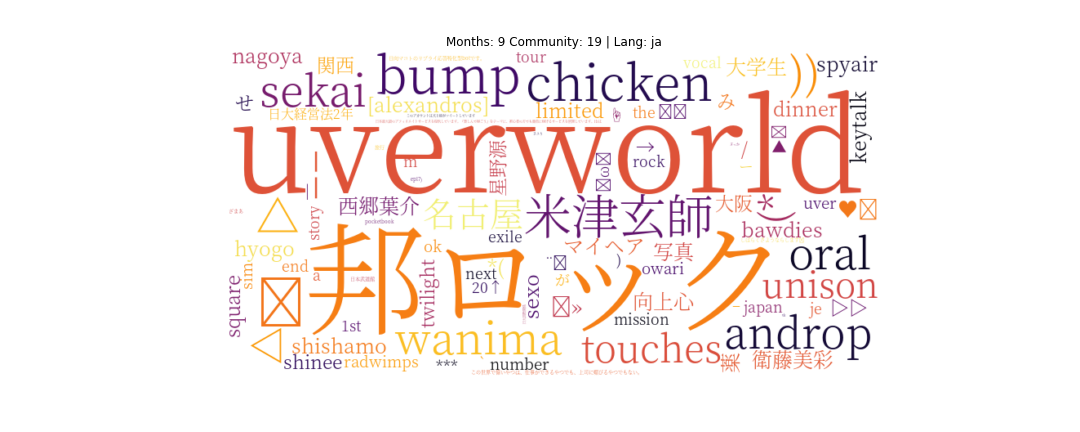 Months: 9 Community: 19 | Lang: ja
nagoya
関西
bump
tour
vocal
大学生
))
spyair
せ
sekai
chicken
[alexandros]
limited
the
み
dinner
日大経営法2年
keytalk
uverworld
m
星野源
→
rock
/
▲
story
△
西郷葉介
名古屋
米津玄師
大阪
uver
♥
hyogo
exile
ok
マイヘア
写真
bawdies
sim
end
a
邦ロック
twilight
next
20↑
sexo
が
)
owari
oral
square
unison
向上心
mission
japan
je
▷▷
1st
◁
shishamo
wanima
touches
androp
shinee
radwimps
***
number
衛藤美彩